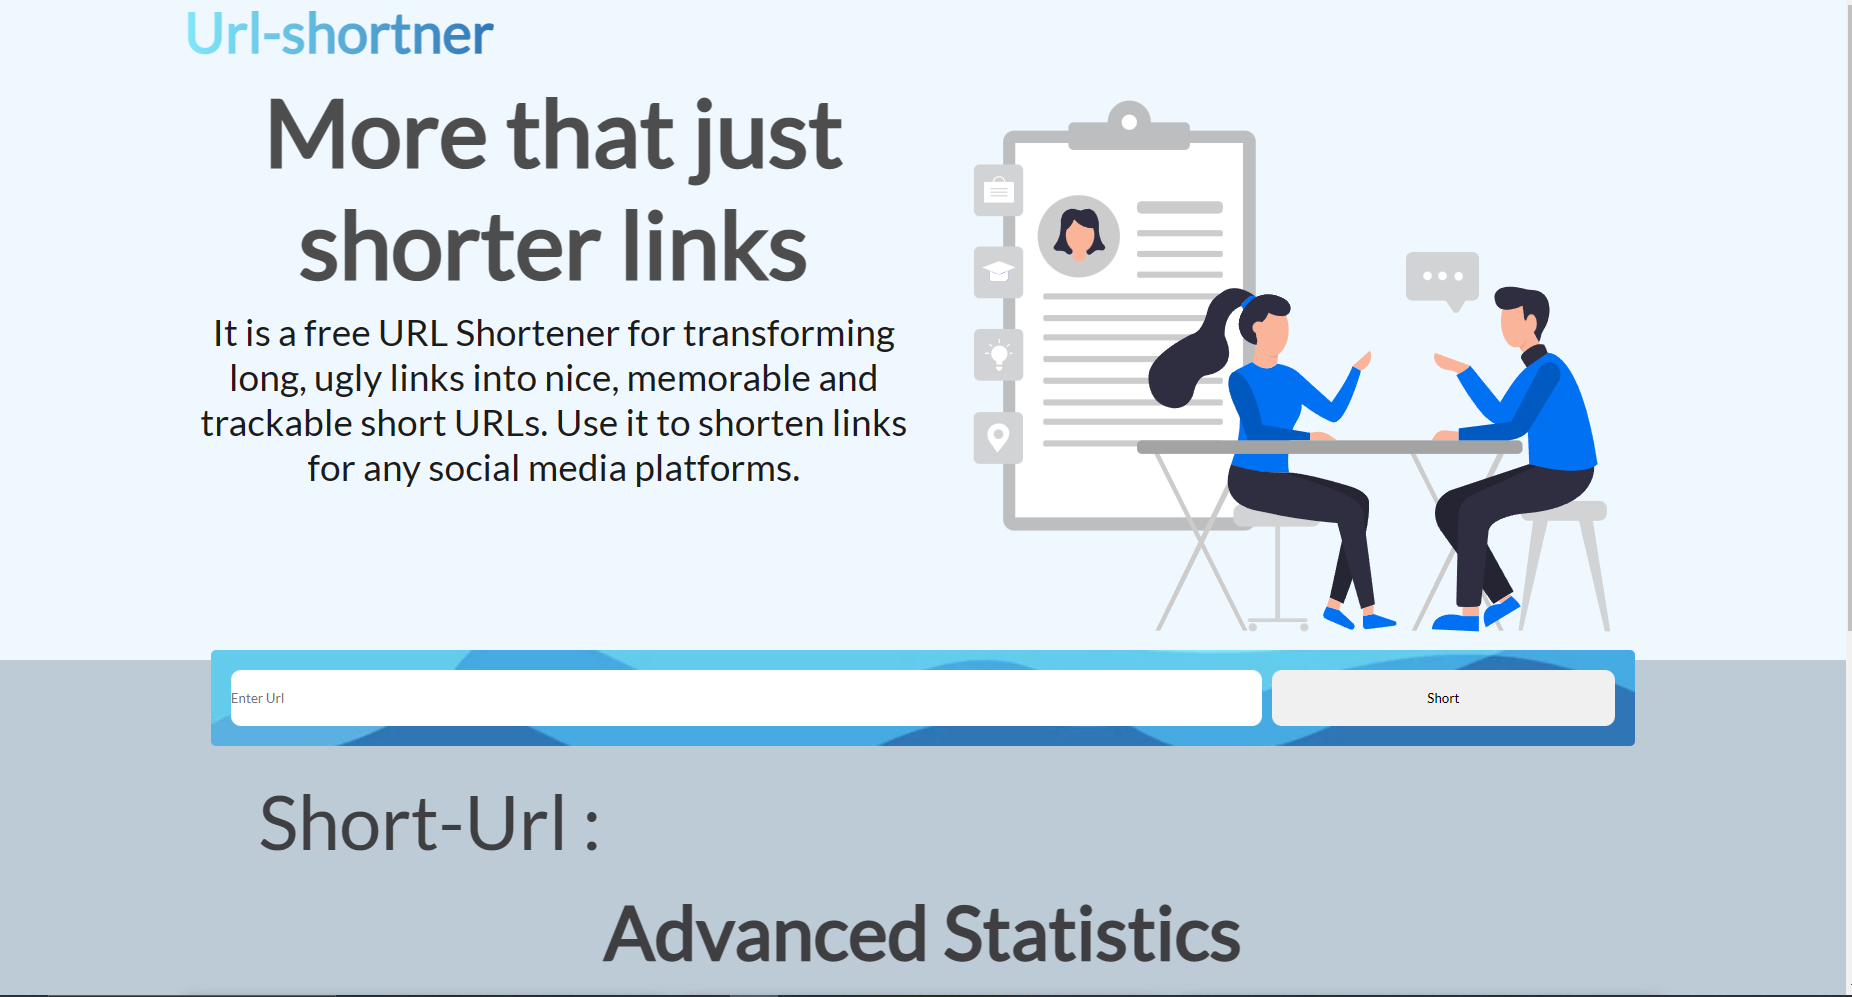 Url-shortner
More that just
shorter links
It is a free URL Shortener for transforming
long, ugly links into nice, memorable and
trackable short URLs. Use it to shorten links
for any social media platforms.
Enter Url
Short
Short-Url :
Advanced Statistics